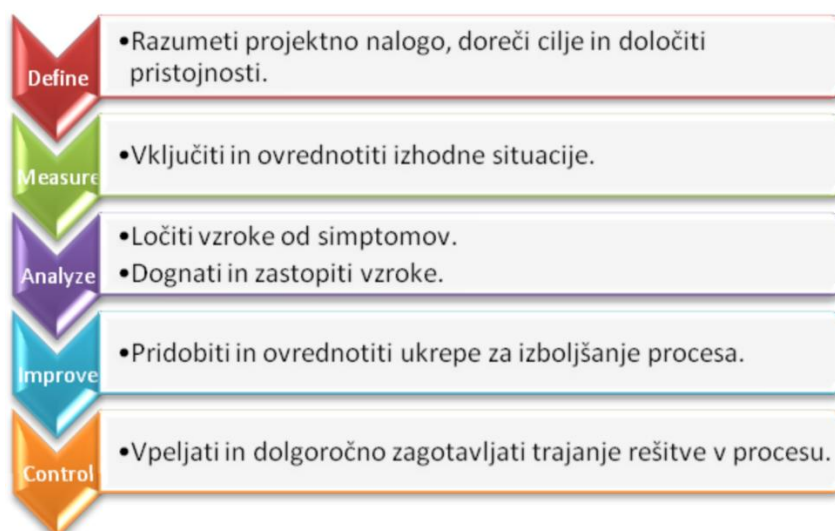 Define
•Razumeti projektno nalogo, doreči cilje in določiti
pristojnosti.
Measure
•Vključiti in ovrednotiti izhodne situacije.
Analyze
•Ločiti vzroke od simptomov.
•Dognati in zastopiti vzroke.
Improve
•Pridobiti in ovrednotiti ukrepe za izboljšanje procesa.
Control
•Vpeljati in dolgoročno zagotavljati trajanje rešitve v procesu.